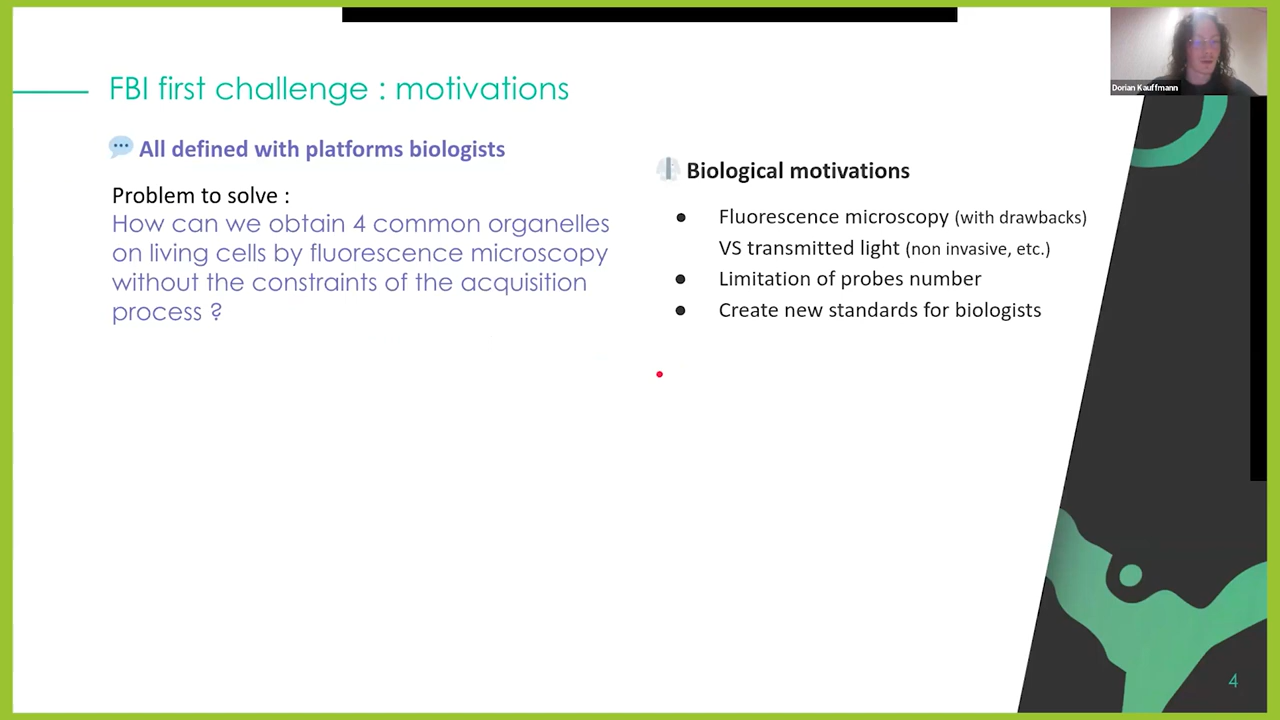 FBI first challenge : motivations
All defined with platforms biologists
Problem to solve :
How can we obtain 4 common organelles
on living cells by fluorescence microscopy
without the constraints of the acquisition
process ?
Biological motivations
● Fluorescence microscopy (with drawbacks)
VS transmitted light (non invasive, etc.)
● Limitation of probes number
● Create new standards for biologists
Dorian Kauffmann
4